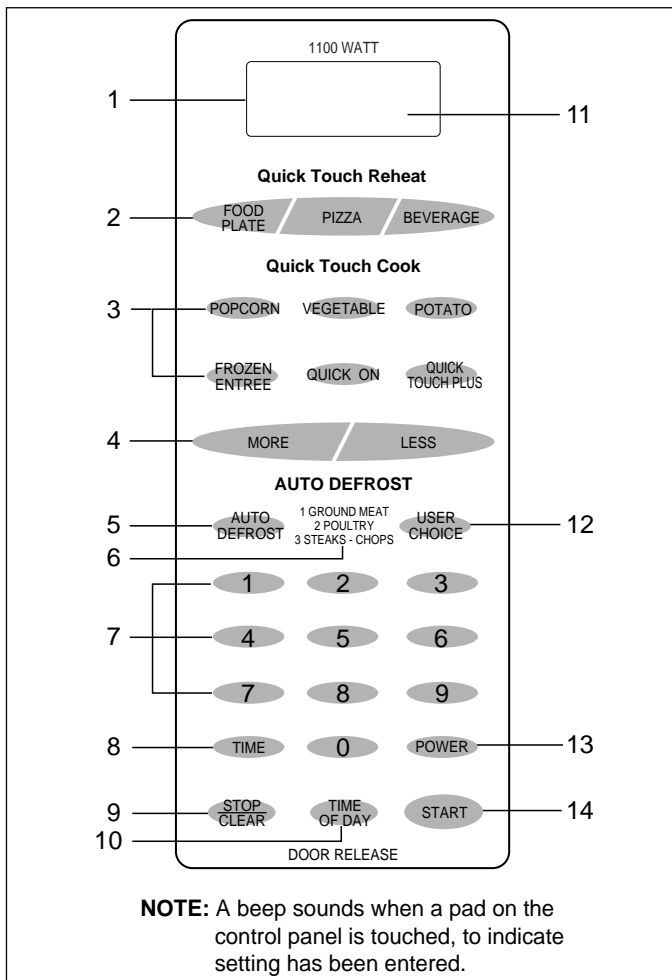 1100 WATT
1
11
Quick Touch Reheat
2
FOOD
PLATE
PIZZA
BEVERAGE
Quick Touch Cook
3
POPCORN
VEGETABLE
POTATO
FROZEN
ENTREE
QUICK ON
QUICK
TOUCH PLUS
4
MORE
LESS
AUTO DEFROST
5
AUTO
DEFROST
1 GROUND MEAT
2 POULTRY
3 STEAKS - CHOPS
USER
CHOICE
12
6
1 2 3
7
4 5 6
7 8 9
8
TIME
0
POWER
13
9
STOP
CLEAR
TIME
OF DAY
START
14
10
DOOR RELEASE
NOTE: A beep sounds when a pad on the
control panel is touched, to indicate
setting has been entered.